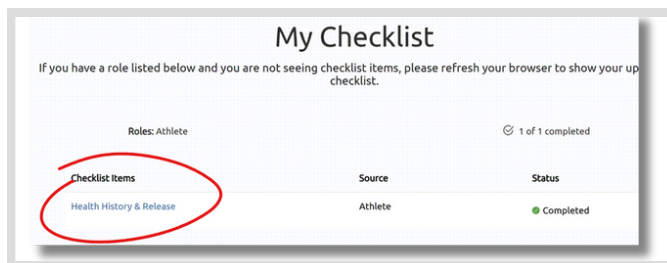 My Checklist
If you have a role listed below and you are not seeing checklist items, please refresh your browser to show your up
checklist.
Roles: Athlete
1 of 1 completed
Checklist Items Source Status
Health History & Release Athlete Completed